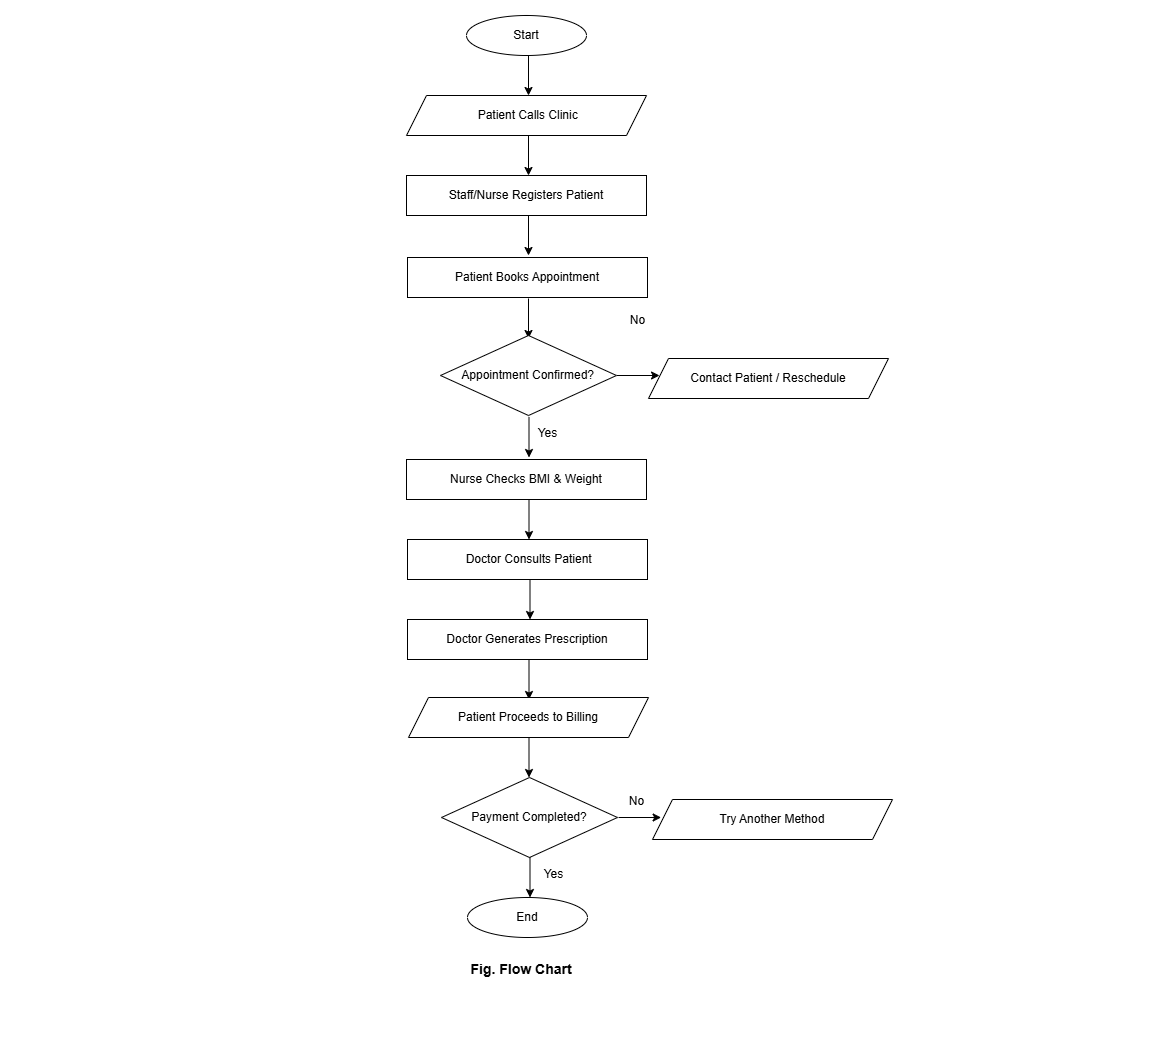 Start
Patient Calls Clinic
Staff/Nurse Registers Patient
Patient Books Appointment
No
Appointment Confirmed?
Contact Patient / Reschedule
Yes
Nurse Checks BMI & Weight
Doctor Consults Patient
Doctor Generates Prescription
Patient Proceeds to Billing
No
Payment Completed?
Try Another Method
Yes
End
Fig. Flow Chart